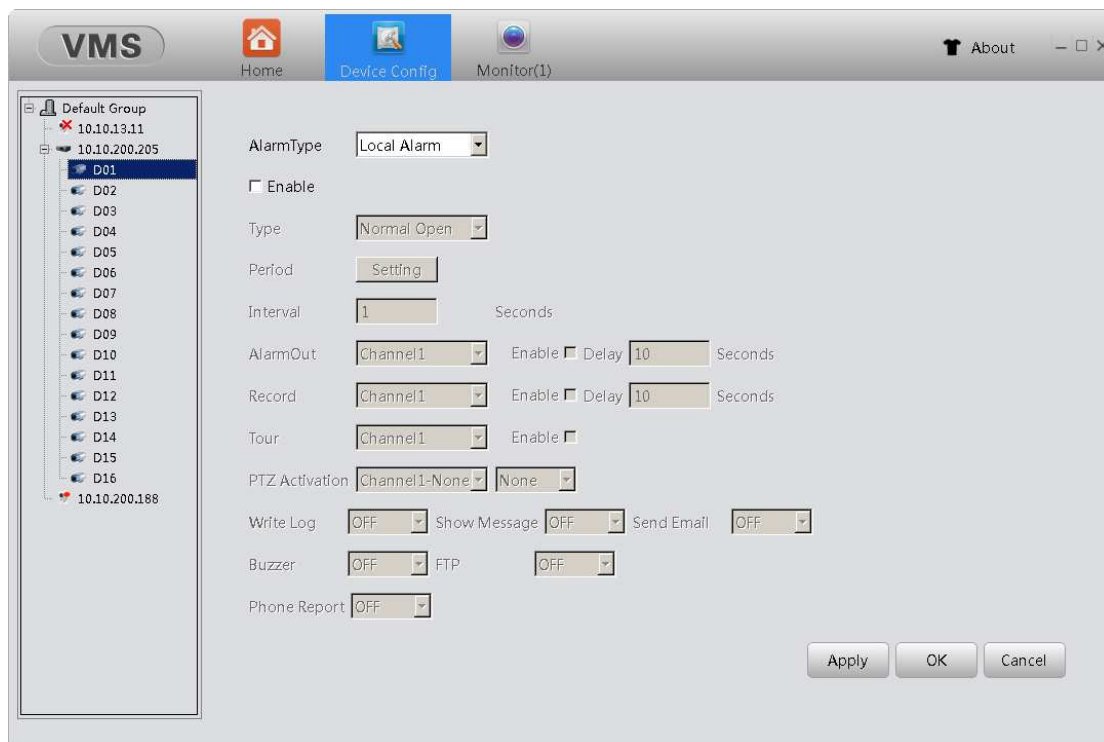 VMS
Home
Device Config
Monitor(1)
About
Default Group
10.10.13.11
10.10.200.205
D01
D02
D03
D04
D05
D06
D07
D08
D09
D10
D11
D12
D13
D14
D15
D16
10.10.200.188
AlarmType Local Alarm
Enable
Type Normal Open
Period Setting
Interval 1 Seconds
AlarmOut Channel1 Enable Delay 10 Seconds
Record Channel1 Enable Delay 10 Seconds
Tour Channel1 Enable
PTZ Activation Channel1-None None
Write Log OFF Show Message OFF Send Email OFF
Buzzer OFF FTP OFF
Phone Report OFF
Apply OK Cancel